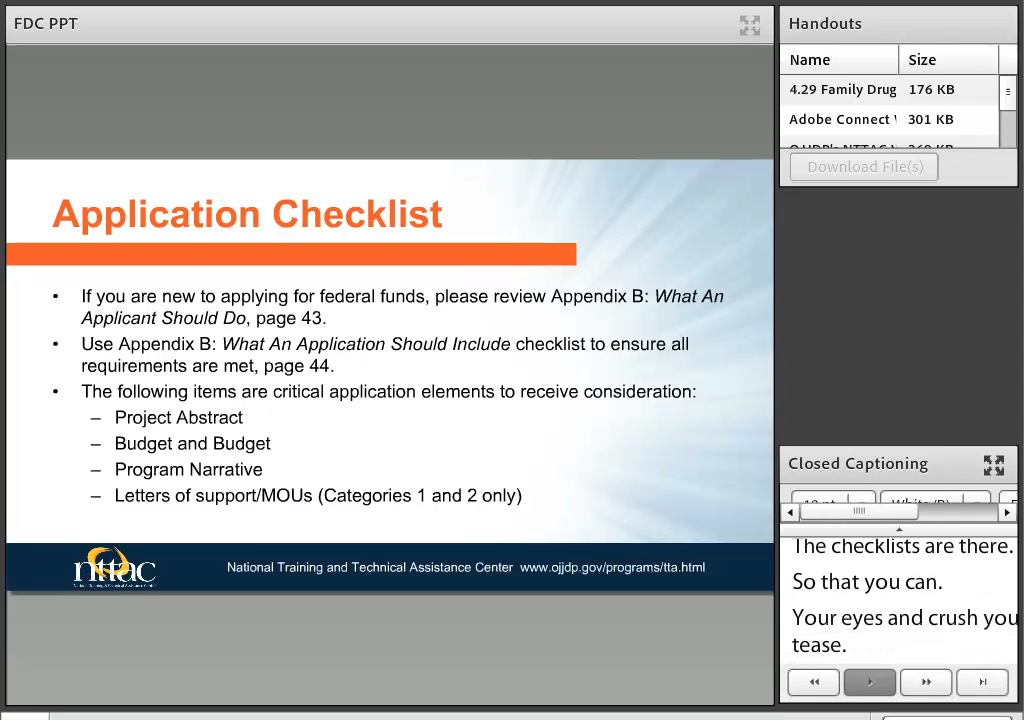 FDC PPT
Application Checklist
• If you are new to applying for federal funds, please review Appendix B: What An
Applicant Should Do, page 43.
• Use Appendix B: What An Application Should Include checklist to ensure all
requirements are met, page 44.
• The following items are critical application elements to receive consideration:
– Project Abstract
– Budget and Budget
– Program Narrative
– Letters of support/MOUs (Categories 1 and 2 only)
nttac
National Training and Technical Assistance Center www.ojjdp.gov/programs/tta.html
Handouts
Name Size
4.29 Family Drug 176 KB
Adobe Connect 301 KB
Download File(s)
Closed Captioning
The checklists are there.
So that you can.
Your eyes and crush you
tease.